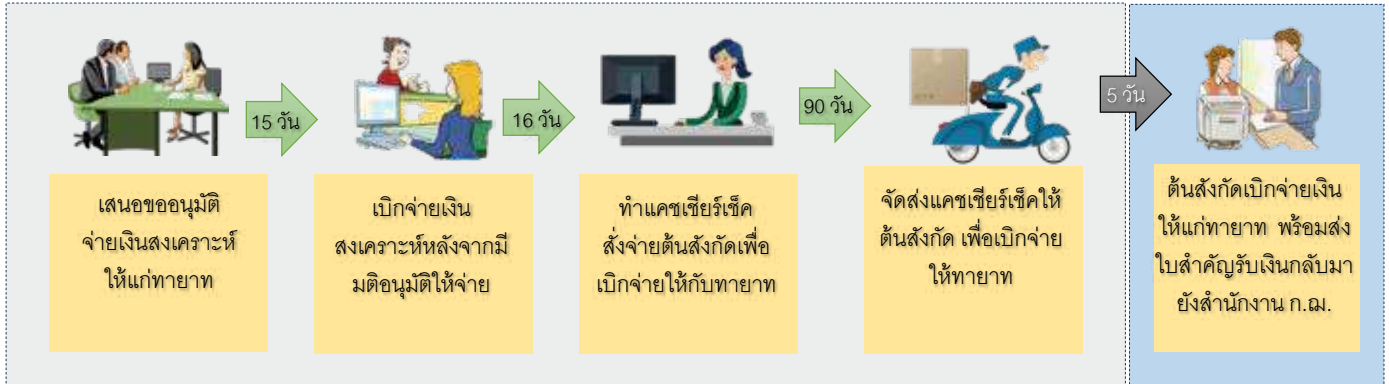 15 วัน
16 วัน
90 วัน
5 วัน
เสนอขออนุมัติ
จ่ายเงินสงเคราะห์
ให้แก่ทายาท
เบิกจ่ายเงิน
สงเคราะห์หลังจากมี
มติอนุมัติให้จ่าย
ทำแคชเชียร์เช็ค
สั่งจ่ายต้นสังกัดเพื่อ
เบิกจ่ายให้กับทายาท
จัดส่งแคชเชียร์เช็คให้
ต้นสังกัด เพื่อเบิกจ่าย
ให้ทายาท
ต้นสังกัดเบิกจ่ายเงิน
ให้แก่ทายาท พร้อมส่ง
ใบสำคัญรับเงินกลับมา
ยังสำนักงาน ก.ฌ.